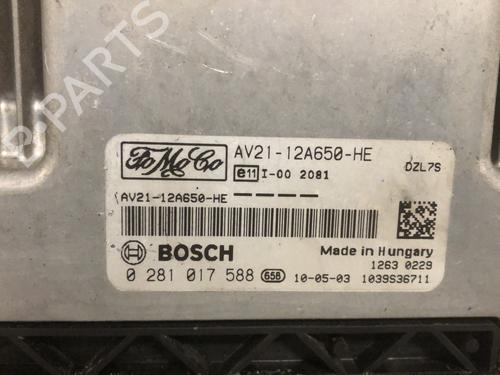 B PARTS
FoMoCo
AV21-12A650-HE
DZL7S
e11 I-00 2081
AV21-12A650-HE ————
BOSCH
Made in Hungary
0 281 017 588 658
1263 0229
10-05-03 1039S36711